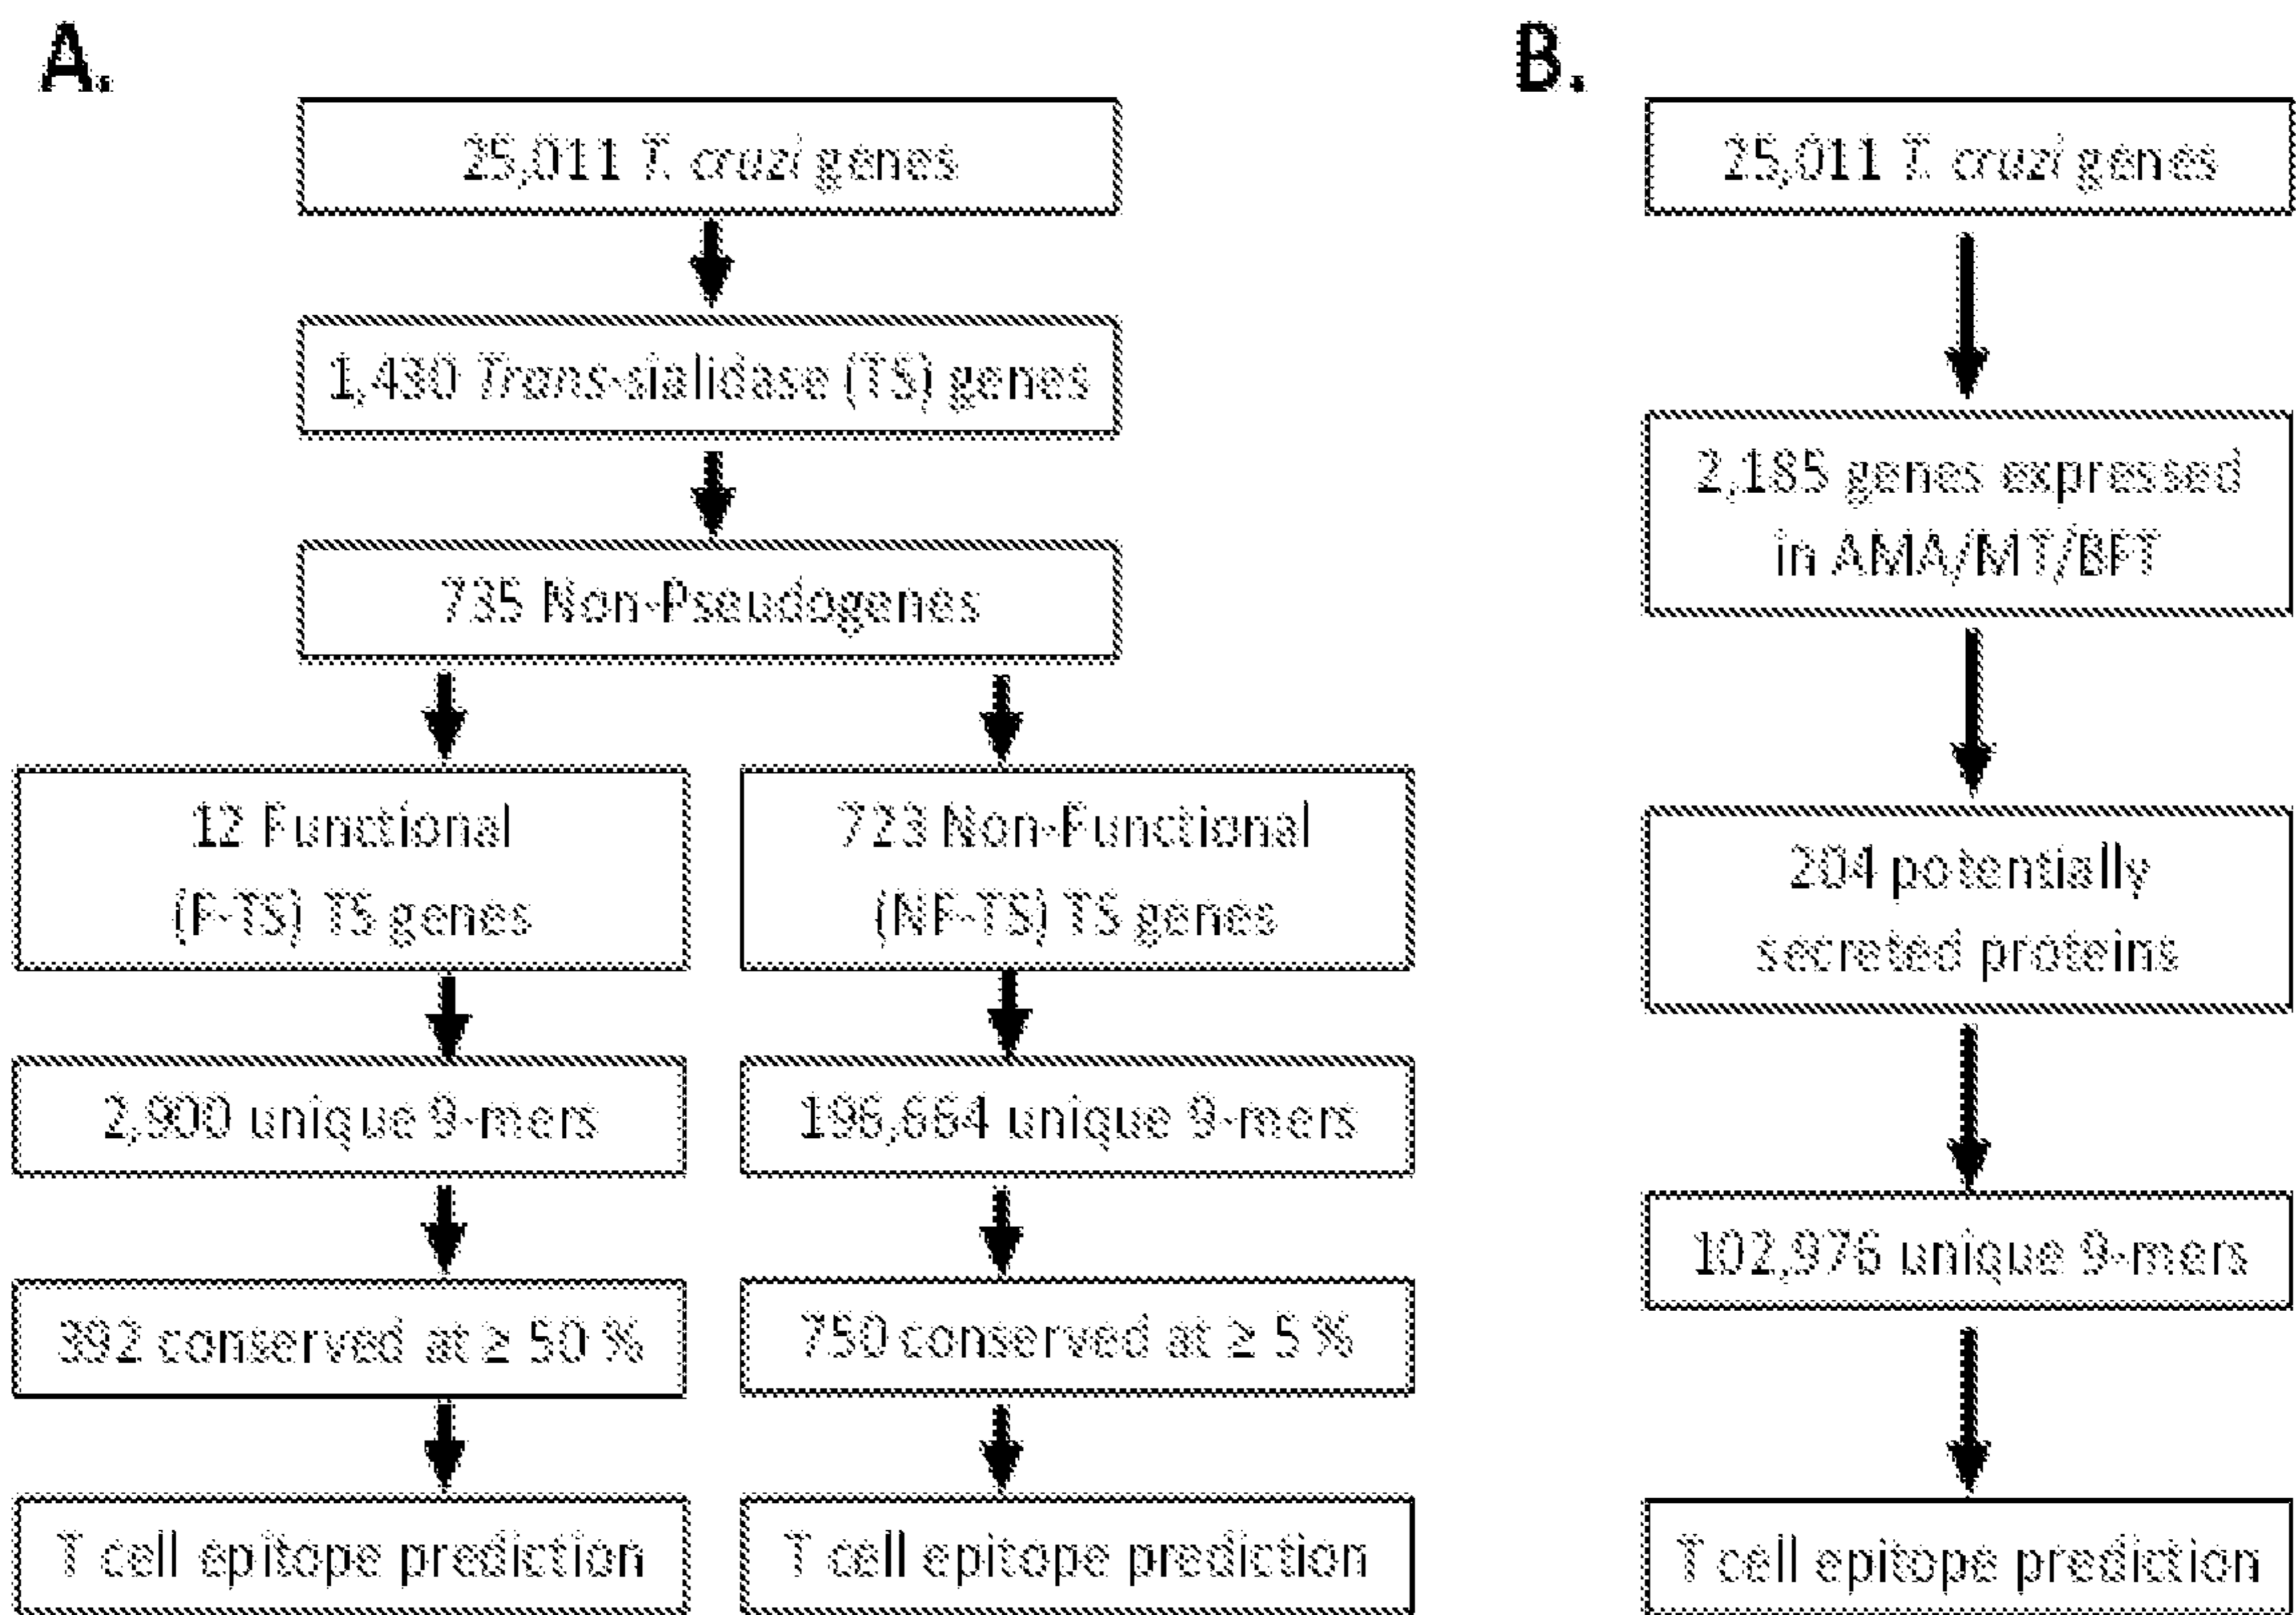 A.
25,011 T. cruzi genes
1,430 Trans-sialidase (TS) genes
735 Non-Pseudogenes
12 Functional
(F-TS) TS genes
2,900 unique 9-mers
392 conserved at ≥ 50 %
T cell epitope prediction
723 Non-Functional
(NF-TS) TS genes
196,664 unique 9-mers
750 conserved at ≥ 5 %
T cell epitope prediction
B.
25,011 T. cruzi genes
2,185 genes expressed
in AMA/MT/BFT
204 potentially
secreted proteins
102,976 unique 9-mers
T cell epitope prediction